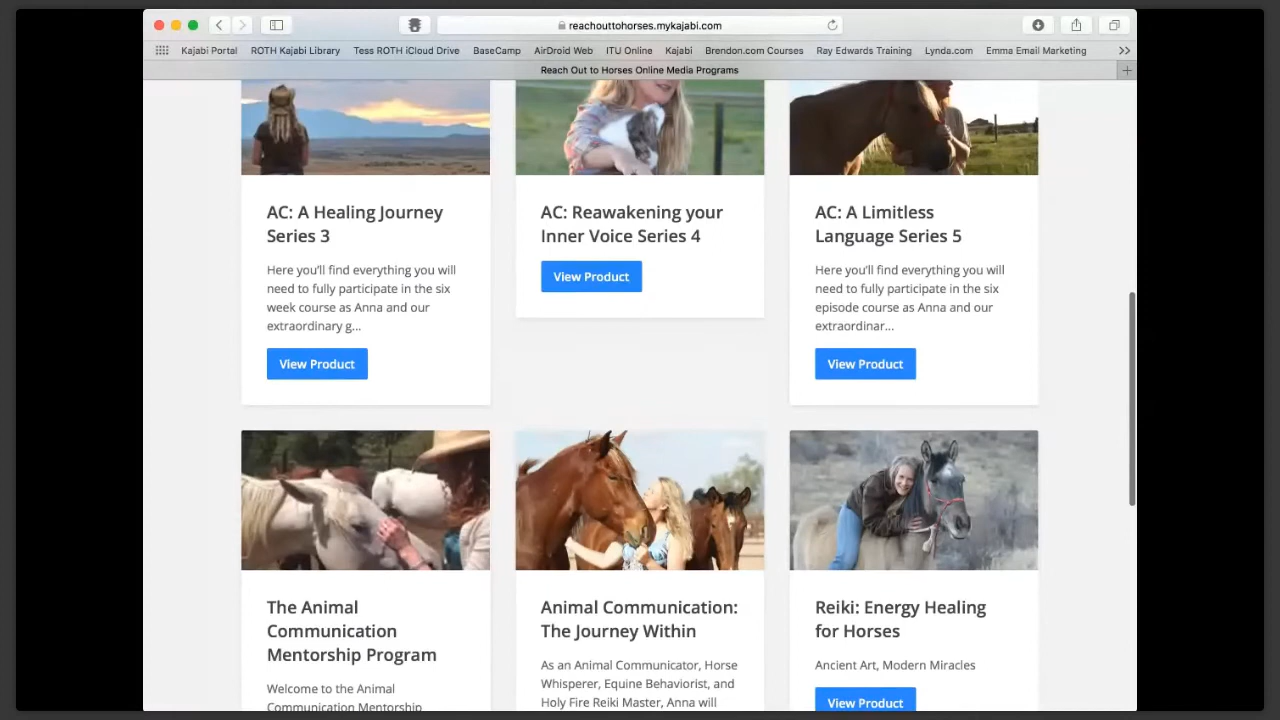 reachouttohorses.mykajabi.com
Kajabi Portal ROTH Kajabi Library Tess ROTH iCloud Drive BaseCamp AirDroid Web ITU Online Kajabi Brendon.com Courses Ray Edwards Training Lynda.com Emma Email Marketing >>
Reach Out to Horses Online Media Programs +
AC: A Healing Journey
Series 3
Here you'll find everything you will
need to fully participate in the six
week course as Anna and our
extraordinary g...
View Product
AC: Reawakening your
Inner Voice Series 4
View Product
AC: A Limitless
Language Series 5
Here you'll find everything you will
need to fully participate in the six
episode course as Anna and our
extraordinar...
View Product
The Animal
Communication
Mentorship Program
Welcome to the Animal
Communication Mentorship
Animal Communication:
The Journey Within
As an Animal Communicator, Horse
Whisperer, Equine Behaviorist, and
Holy Fire Reiki Master, Anna will
Reiki: Energy Healing
for Horses
Ancient Art, Modern Miracles
View Product